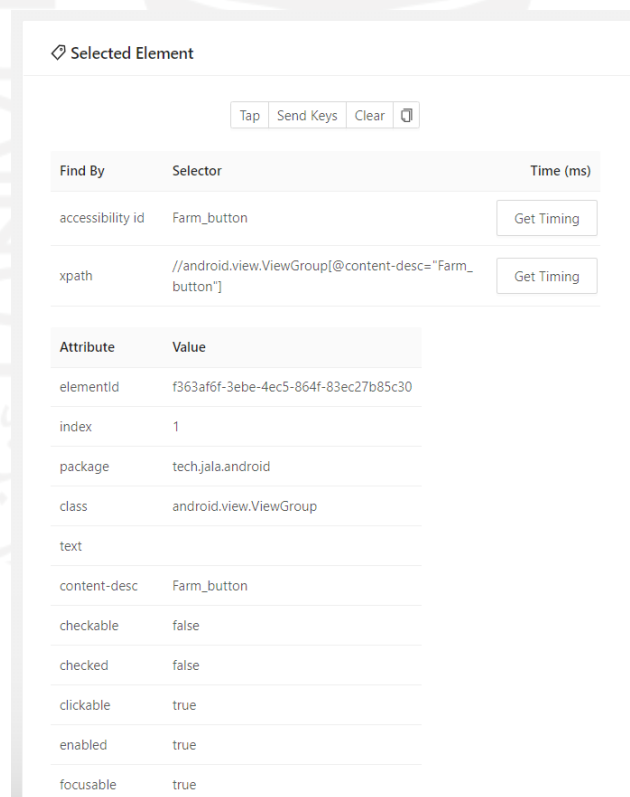 Selected Element
Tap Send Keys Clear
Find By Selector Time (ms)
accessibility id Farm_button Get Timing
xpath //android.view.ViewGroup[@content-desc="Farm_
button"] Get Timing
Attribute Value
elementId f363af6f-3ebe-4ec5-864f-83ec27b85c30
index 1
package tech.jala.android
class android.view.ViewGroup
text
content-desc Farm_button
checkable false
checked false
clickable true
enabled true
focusable true